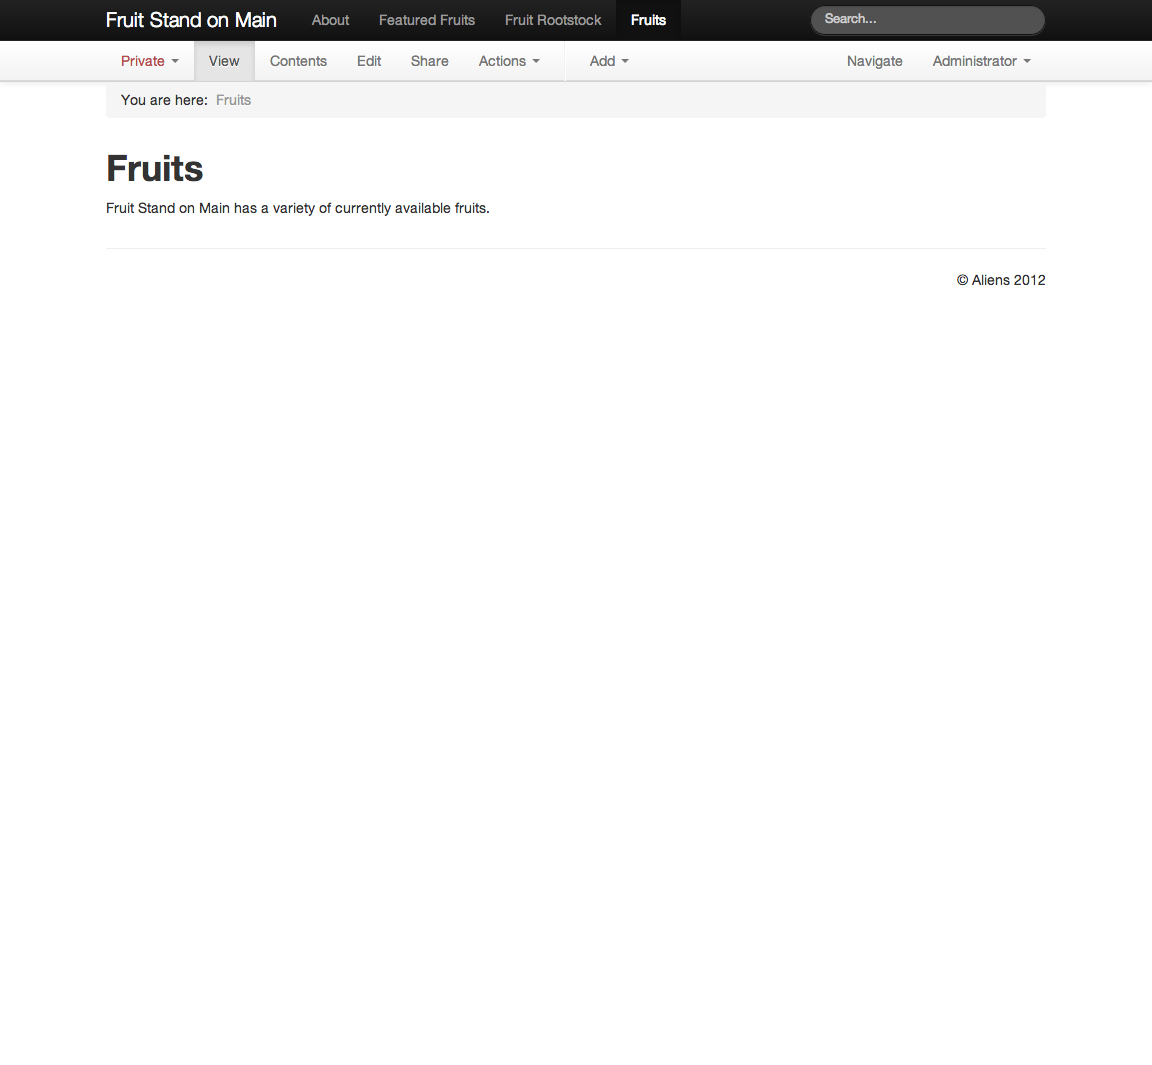 Fruit Stand on Main About Featured Fruits Fruit Rootstock Fruits Search...
Private View Contents Edit Share Actions Add Navigate Administrator
You are here: Fruits
Fruits
Fruit Stand on Main has a variety of currently available fruits.
© Aliens 2012